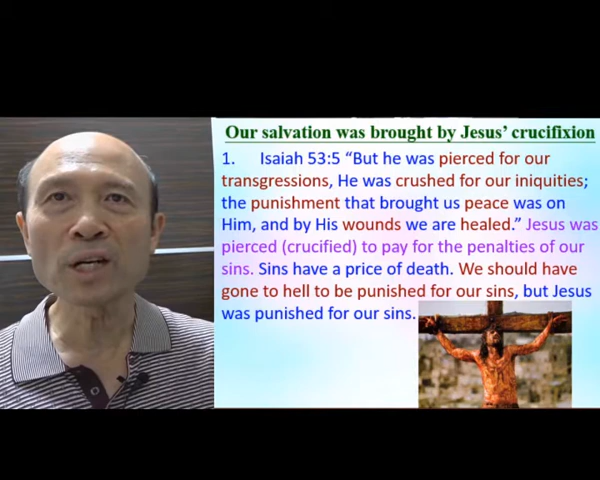 Our salvation was brought by Jesus’ crucifixion
1. Isaiah 53:5 “But he was pierced for our
transgressions, He was crushed for our iniquities;
the punishment that brought us peace was on
Him, and by His wounds we are healed.” Jesus was
pierced (crucified) to pay for the penalties of our
sins. Sins have a price of death. We should have
gone to hell to be punished for our sins, but Jesus
was punished for our sins.